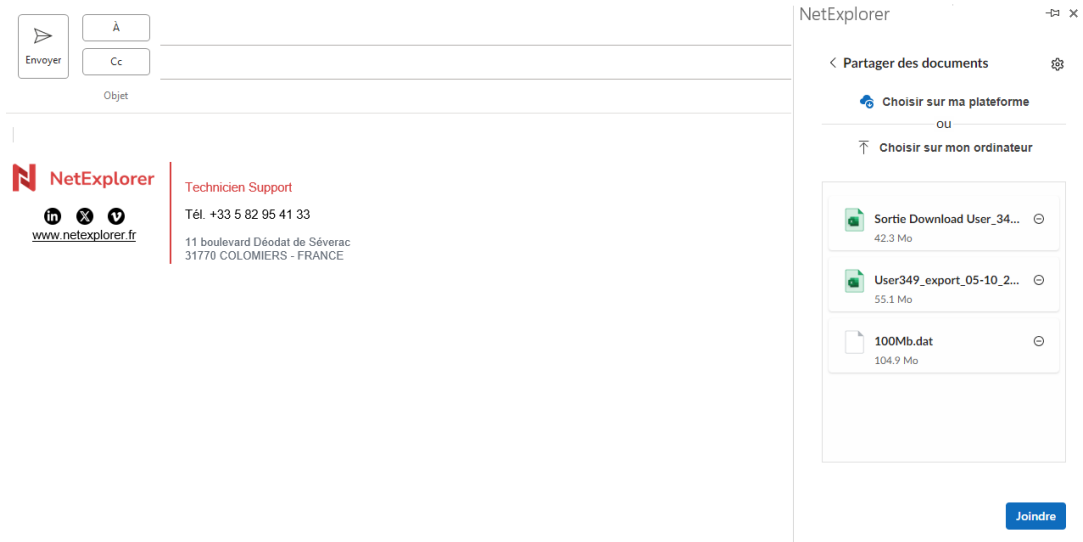 Envoyer
À
Cc
Objet
NetExplorer
www.netexplorer.fr
Technicien Support
Tél. +33 5 82 95 41 33
11 boulevard Déodat de Séverac
31770 COLOMIERS - FRANCE
NetExplorer
Partager des documents
Choisir sur ma plateforme
ou
Choisir sur mon ordinateur
Sortie Download User_34...
42.3 Mo
User349_export_05-10_2...
55.1 Mo
100Mb.dat
104.9 Mo
Joindre